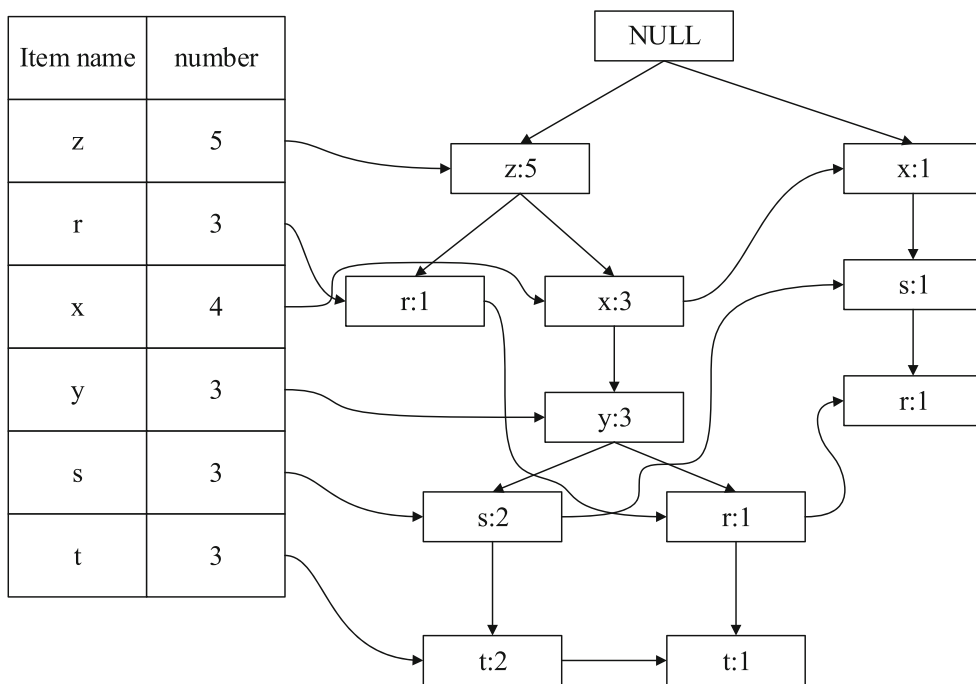 Item name number
z 5
r 3
x 4
y 3
s 3
t 3
NULL
z:5 x:1
r:1 x:3 s:1
y:3 r:1
s:2 r:1
t:2 t:1